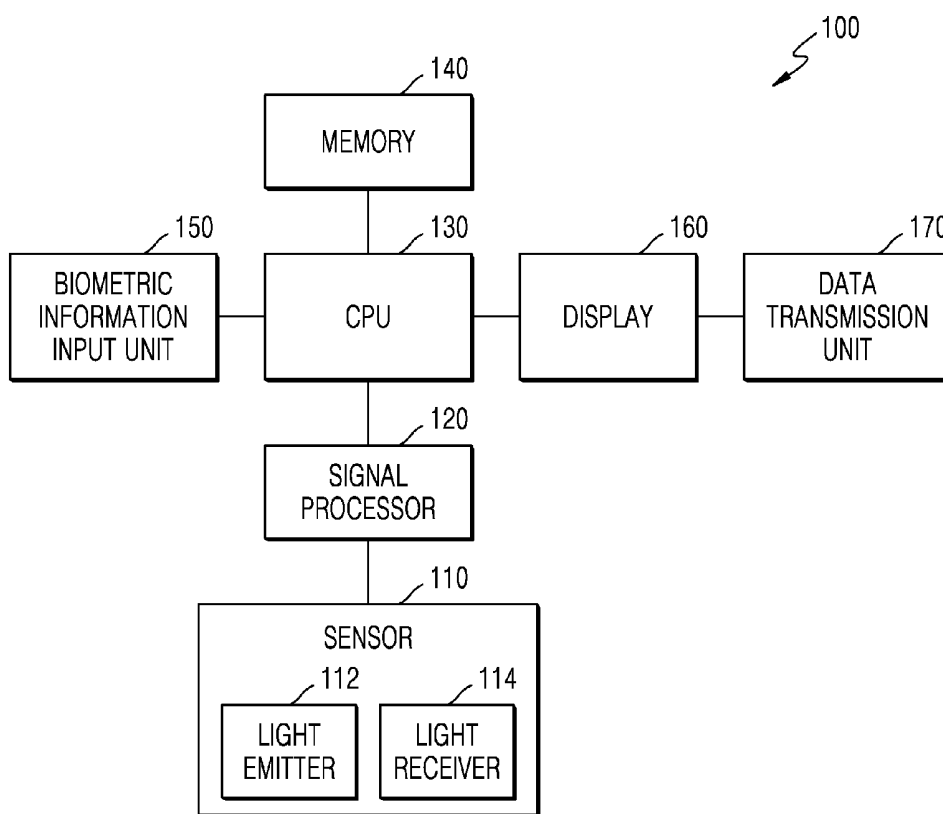 100
140
MEMORY
150
BIOMETRIC
INFORMATION
INPUT UNIT
130
CPU
160
DISPLAY
170
DATA
TRANSMISSION
UNIT
120
SIGNAL
PROCESSOR
110
SENSOR
112
LIGHT
EMITTER
114
LIGHT
RECEIVER